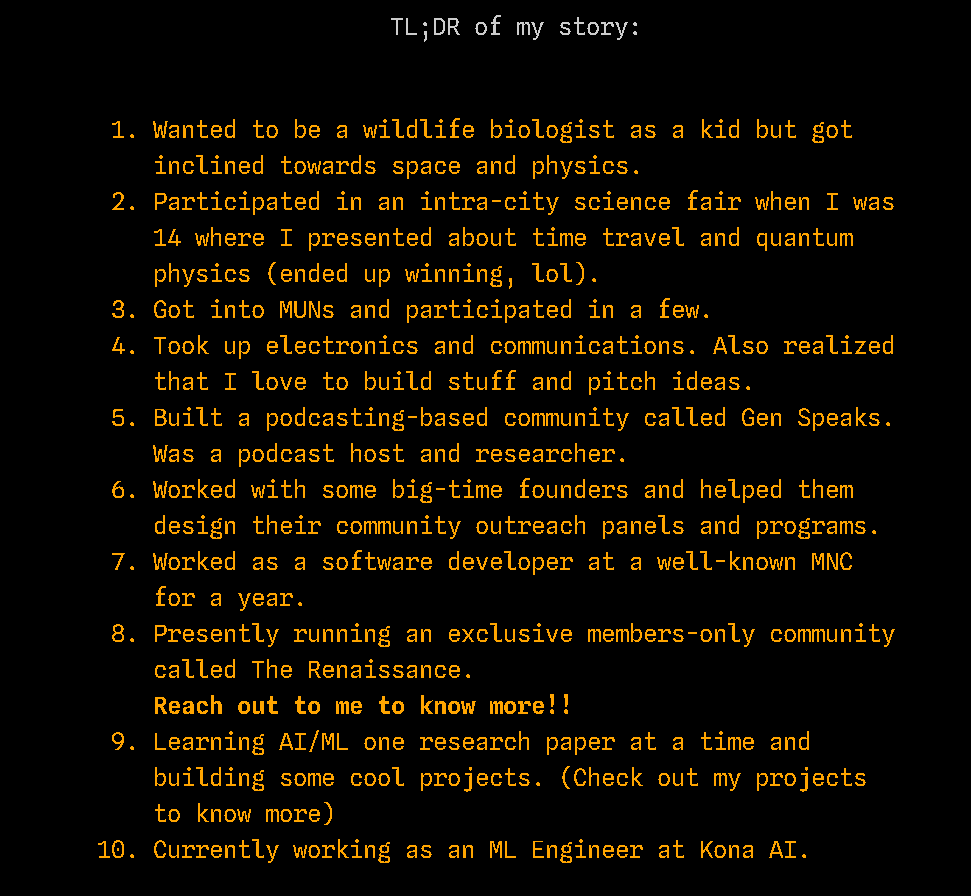 TL;DR of my story:
1. Wanted to be a wildlife biologist as a kid but got
inclined towards space and physics.
2. Participated in an intra-city science fair when I was
14 where I presented about time travel and quantum
physics (ended up winning, lol).
3. Got into MUNs and participated in a few.
4. Took up electronics and communications. Also realized
that I love to build stuff and pitch ideas.
5. Built a podcasting-based community called Gen Speaks.
Was a podcast host and researcher.
6. Worked with some big-time founders and helped them
design their community outreach panels and programs.
7. Worked as a software developer at a well-known MNC
for a year.
8. Presently running an exclusive members-only community
called The Renaissance.
Reach out to me to know more!!
9. Learning AI/ML one research paper at a time and
building some cool projects. (Check out my projects
to know more)
10. Currently working as an ML Engineer at Kona AI.